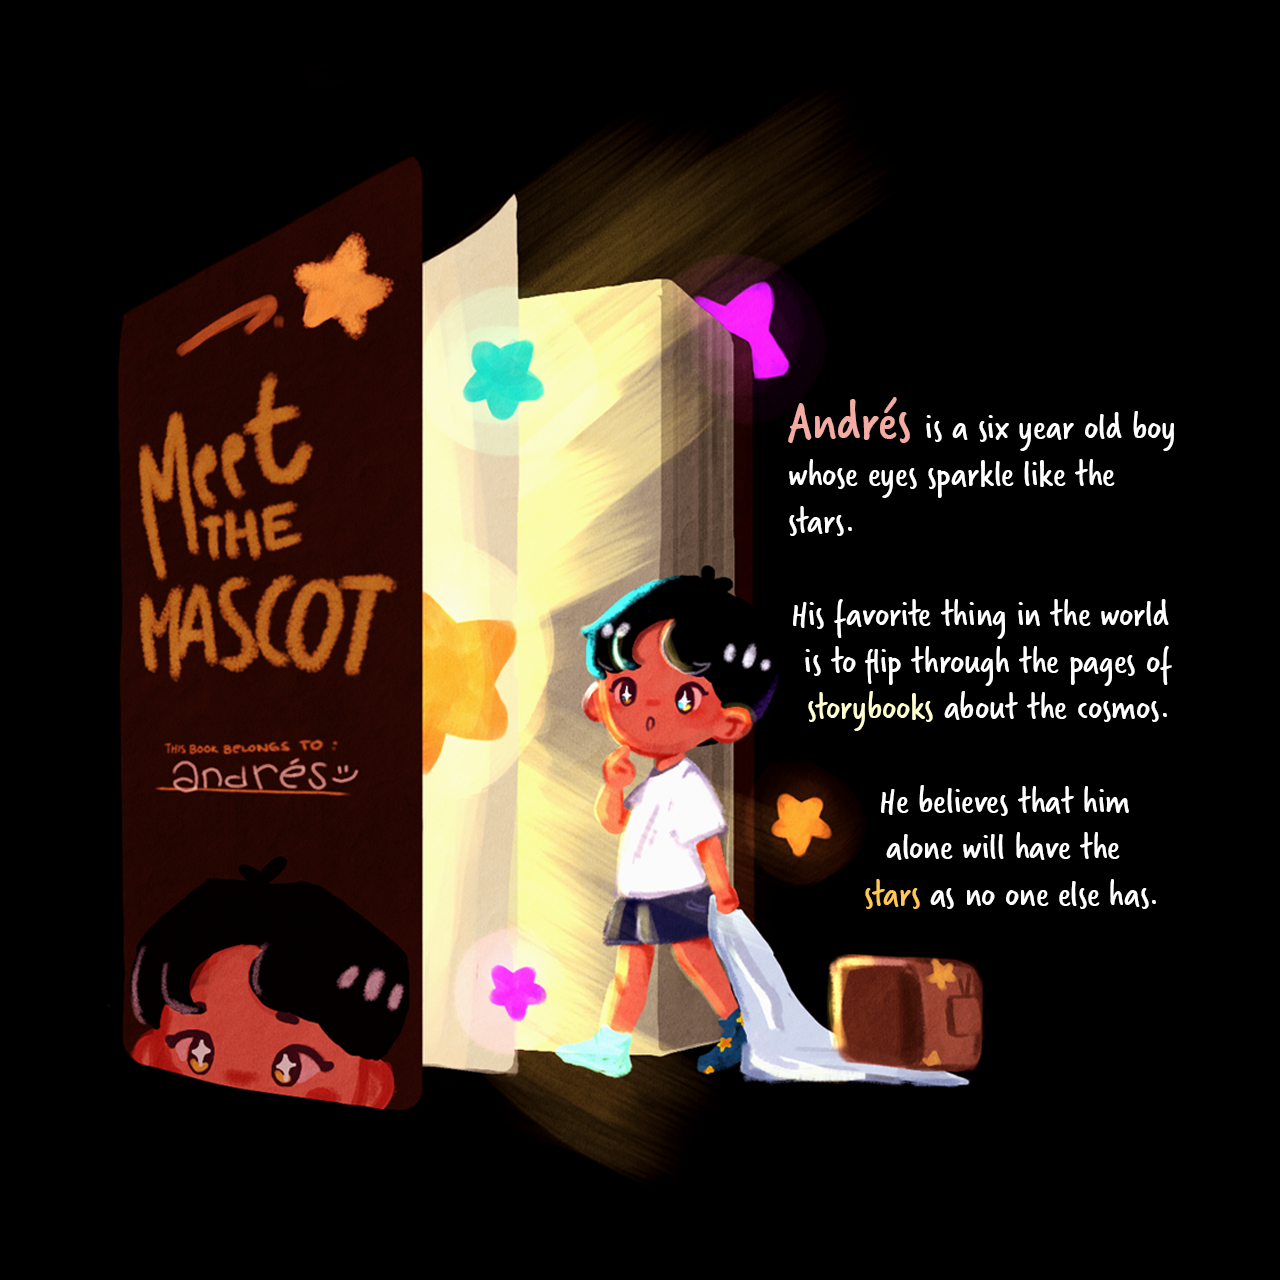 Meet
THE
MASCOT
THIS BOOK BELONGS TO :
andrés
Andrés is a six year old boy
whose eyes sparkle like the
stars.
His favorite thing in the world
is to flip through the pages of
storybooks about the cosmos.
He believes that him
alone will have the
stars as no one else has.